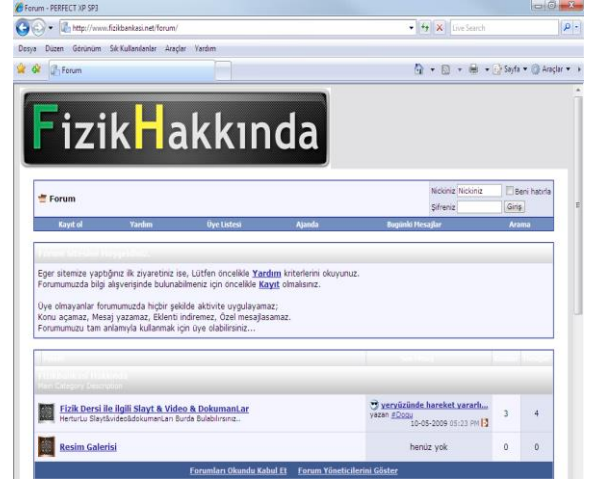 Forum - PERFECT XP SP3
http://www.fizikbankasi.net/forum/
Live Search
Dosya Düzen Görünüm Sık Kullanılanlar Araçlar Yardım
Forum
Sayfa Araçlar
FizikHakkında
Forum
Nickiniz Nickiniz Beni hatırla
Şifreniz Giriş
Kayıt ol Yardım Üye Listesi Ajanda Bugünki Mesajlar Arama
Eger sitemize yaptığınız ilk ziyaretiniz ise, Lütfen öncelikle Yardım kriterlerini okuyunuz.
Forumumuzda bilgi alışverişinde bulunabilmeniz için öncelikle Kayıt olmalısınız.
Üye olmayanlar forumumuzda hiçbir şekilde aktivite uygulayamaz;
Konu açamaz, Mesaj yazamaz, Eklenti indiremez, Özel mesajlasamaz.
Forumumuzu tam anlamıyla kullanmak için üye olabilirsiniz...
Main Category Description
Fizik Dersi ile ilgili Slayt & Video & DokumanLar
HerturLu Slayt&video&dokumanLarı Burda Bulabilirsiniz..
yeryüzünde hareket yararlı...
yazan #Dogu
10-05-2009 05:23 PM
3 4
Resim Galerisi
henüz yok
0 0
Forumları Okundu Kabul Et Forum Yöneticilerini Göster